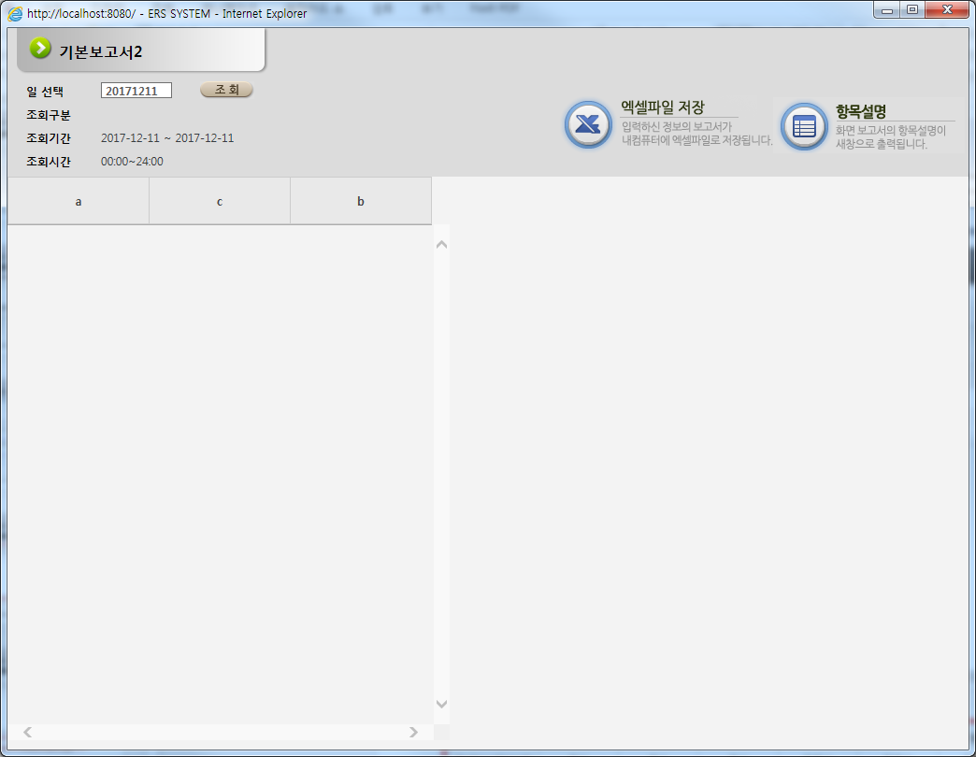 http://localhost:8080/ - ERS SYSTEM - Internet Explorer
기본보고서2
일 선택 20171211 조 회
조회구분
조회기간 2017-12-11 ~ 2017-12-11
조회시간 00:00~24:00
엑셀파일 저장
입력하신 정보의 보고서가
내컴퓨터에 엑셀파일로 저장됩니다.
항목설명
화면 보고서의 항목설명이
새창으로 출력됩니다.
a c b